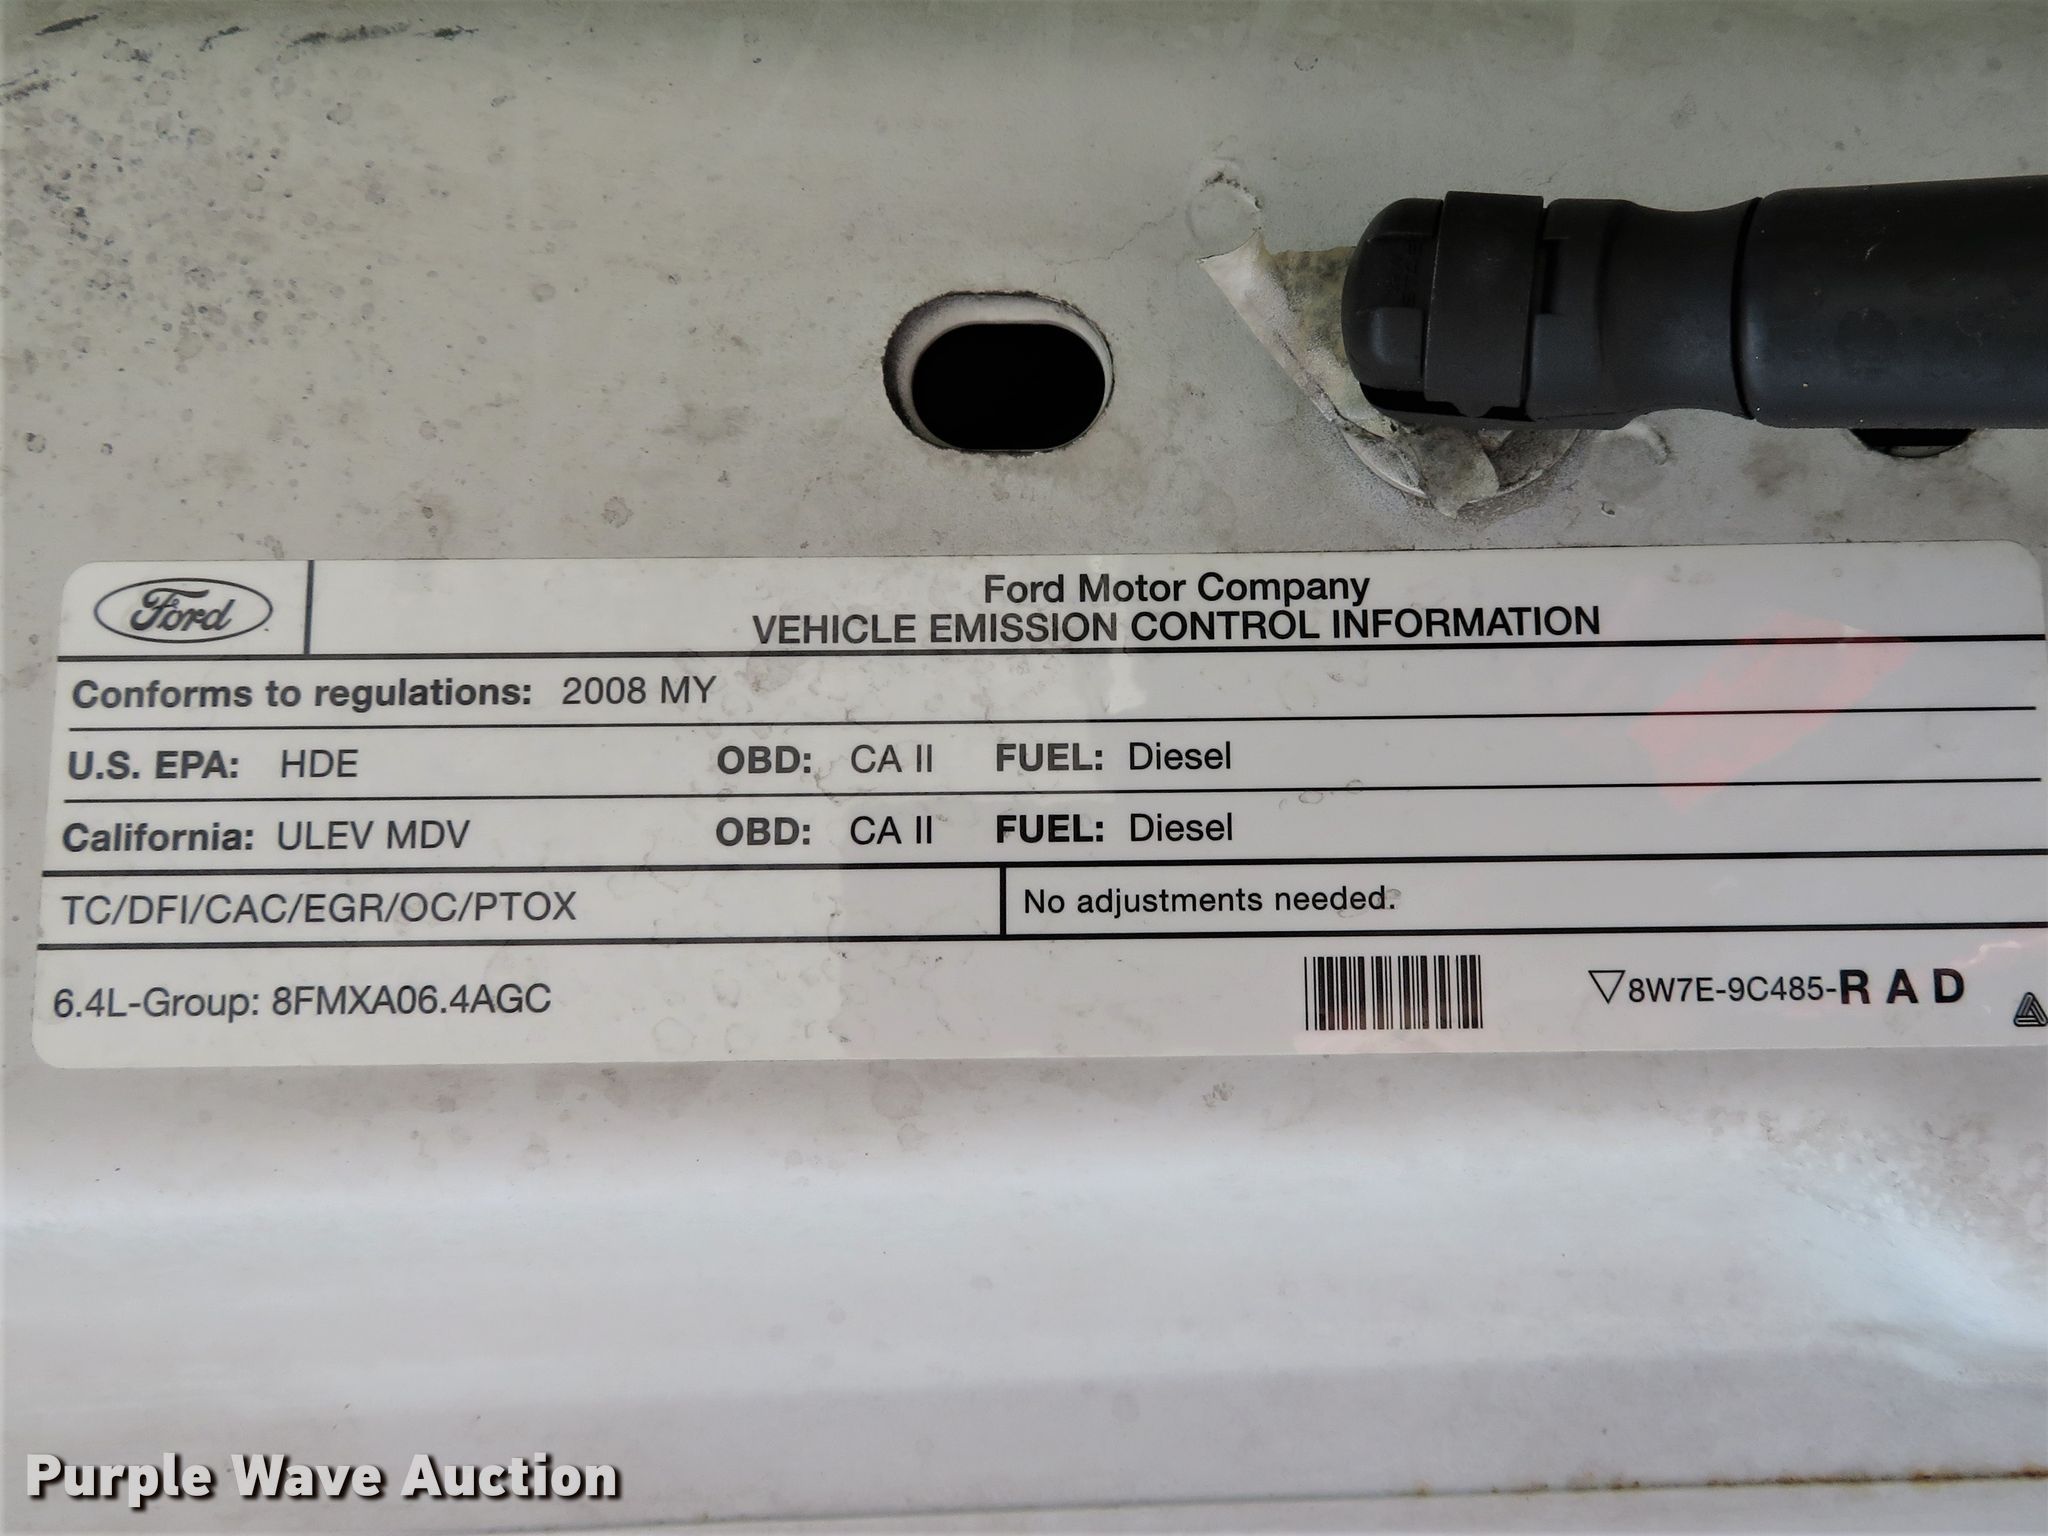 Ford
Ford Motor Company
VEHICLE EMISSION CONTROL INFORMATION
Conforms to regulations: 2008 MY
U.S. EPA: HDE OBD: CA II FUEL: Diesel
California: ULEV MDV OBD: CA II FUEL: Diesel
TC/DFI/CAC/EGR/OC/PTOX No adjustments needed.
6.4L-Group: 8FMXA06.4AGC 8W7E-9C485-R A D
Purple Wave Auction